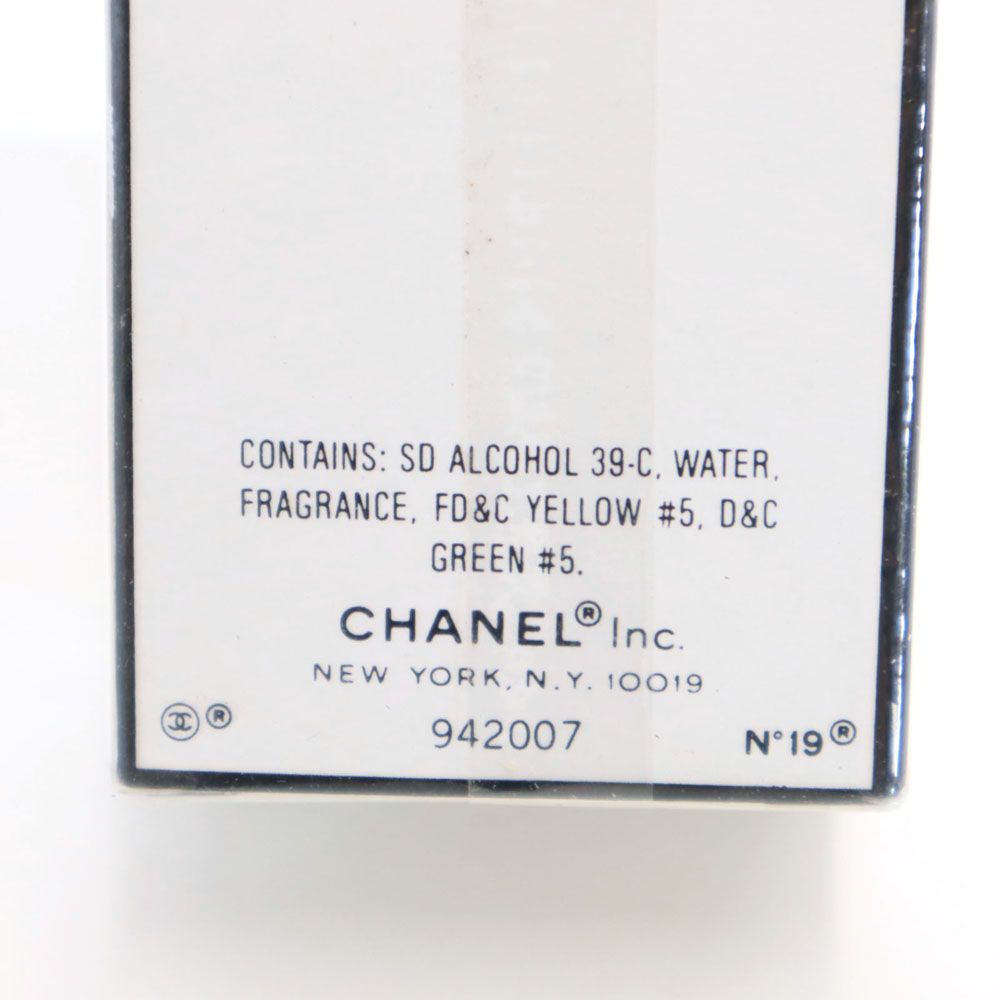 CONTAINS: SD ALCOHOL 39-C, WATER,
FRAGRANCE, FD&C YELLOW #5, D&C
GREEN #5.
CHANEL® Inc.
NEW YORK, N.Y. 10019
®
942007
N°19®